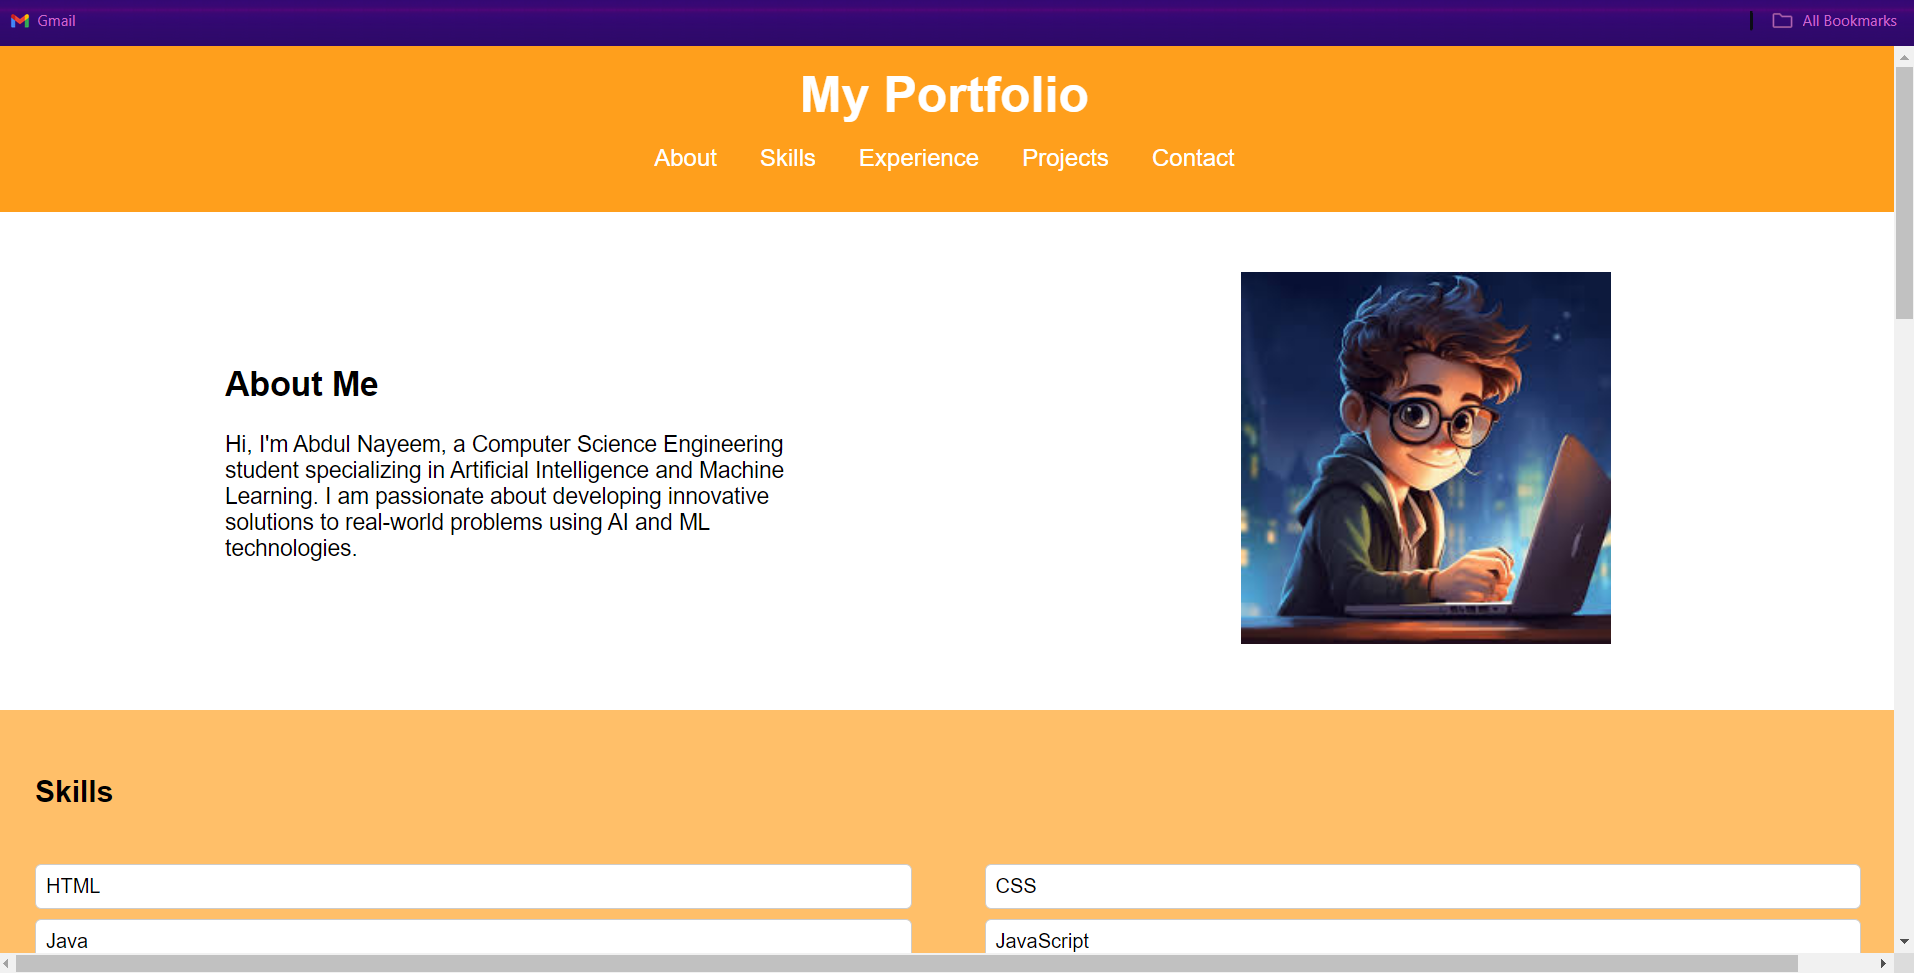 Gmail
All Bookmarks
My Portfolio
About Skills Experience Projects Contact
About Me
Hi, I'm Abdul Nayeem, a Computer Science Engineering
student specializing in Artificial Intelligence and Machine
Learning. I am passionate about developing innovative
solutions to real-world problems using AI and ML
technologies.
Skills
HTML
CSS
Java
JavaScript